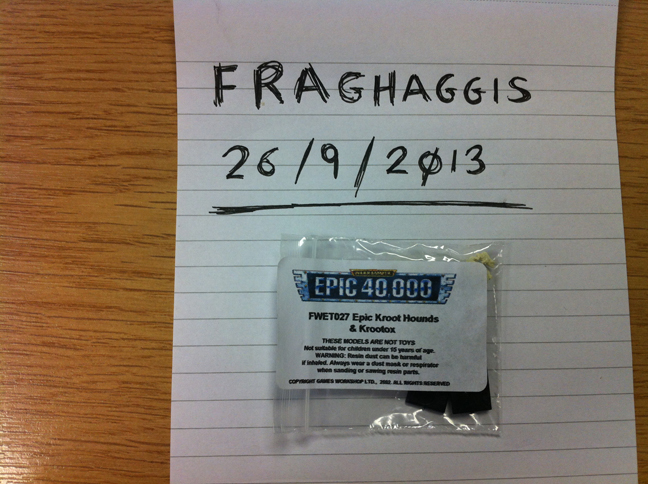 FRAGHAGGIS
26/9/2013
EPIC 40,000
FWET027 Epic Kroot Hounds
& Krootox
THESE MODELS ARE NOT TOYS
Not suitable for children under 15 years of age.
WARNING: Resin dust can be harmful
if inhaled. Always wear a dust mask or respirator
when sanding or sawing resin parts.
COPYRIGHT GAMES WORKSHOP LTD., 2002. ALL RIGHTS RESERVED